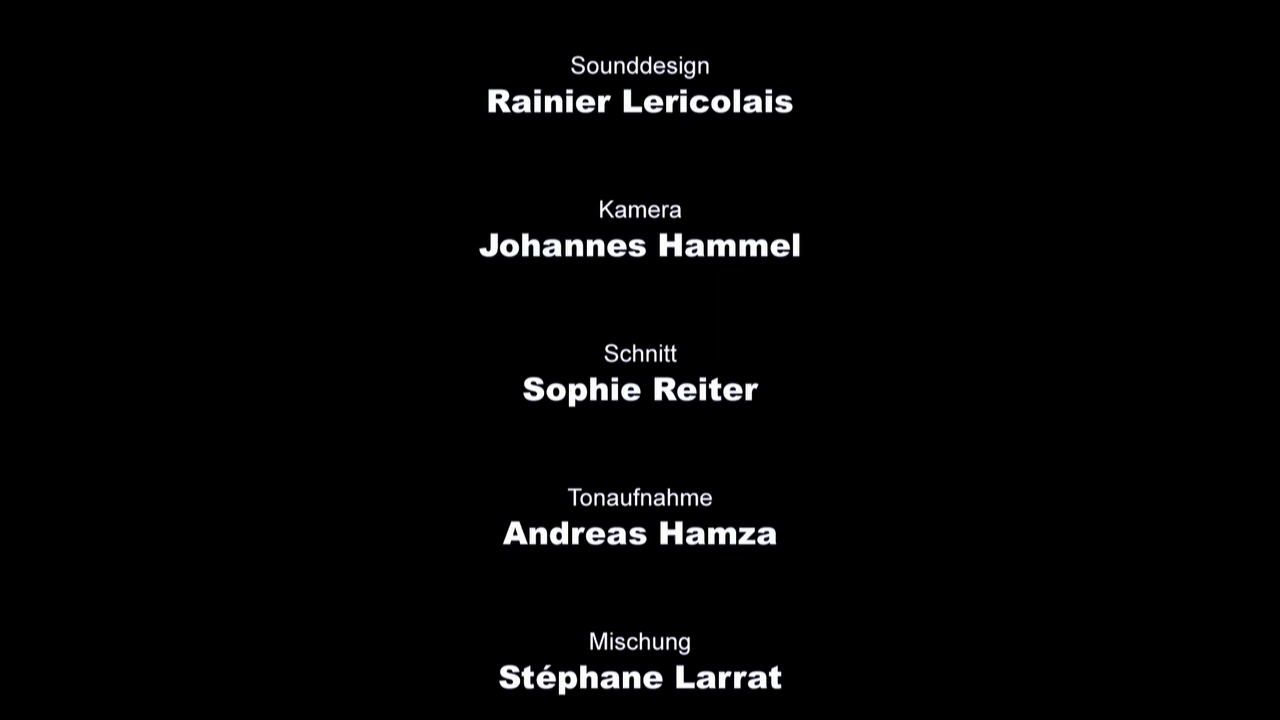 Sounddesign
Rainier Lericolais
Kamera
Johannes Hammel
Schnitt
Sophie Reiter
Tonaufnahme
Andreas Hamza
Mischung
Stéphane Larrat